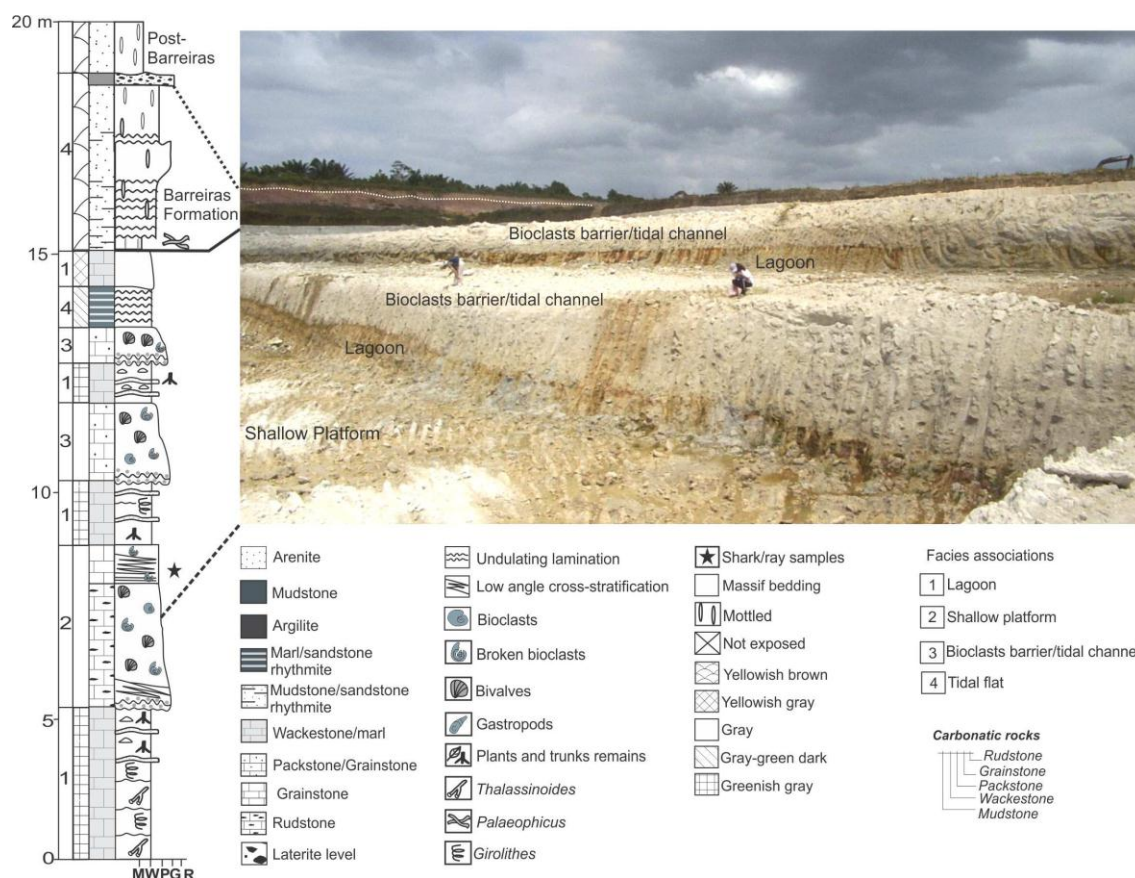 20 m
Post-
Barreiras
4
Barreiras
Formation
15
1
4
3
1
3
10
1
2
5
1
0
MWPGR
Bioclasts barrier/tidal channel
Lagoon
Bioclasts barrier/tidal channel
Lagoon
Shallow Platform
Arenite
Mudstone
Argilite
Marl/sandstone
rhythmite
Mudstone/sandstone
rhythmite
Wackestone/marl
Packstone/Grainstone
Grainstone
Rudstone
Laterite level
Undulating lamination
Low angle cross-stratification
Bioclasts
Broken bioclasts
Bivalves
Gastropods
Plants and trunks remains
Thalassinoides
Palaeophicus
Girolithes
Shark/ray samples
Massif bedding
Mottled
Not exposed
Yellowish brown
Yellowish gray
Gray
Gray-green dark
Greenish gray
Facies associations
1 Lagoon
2 Shallow platform
3 Bioclasts barrier/tidal channel
4 Tidal flat
Carbonatic rocks
Rudstone
Grainstone
Packstone
Wackestone
Mudstone